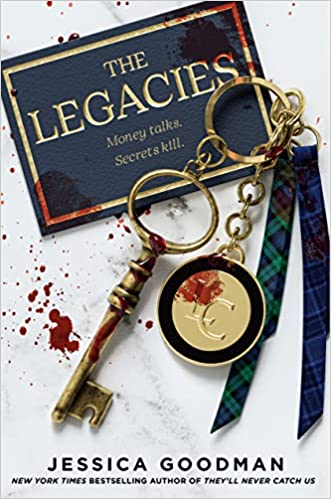 THE
LEGACIES
Money talks.
Secrets kill.
LC
JESSICA GOODMAN
NEW YORK TIMES BESTSELLING AUTHOR OF THEY'LL NEVER CATCH US